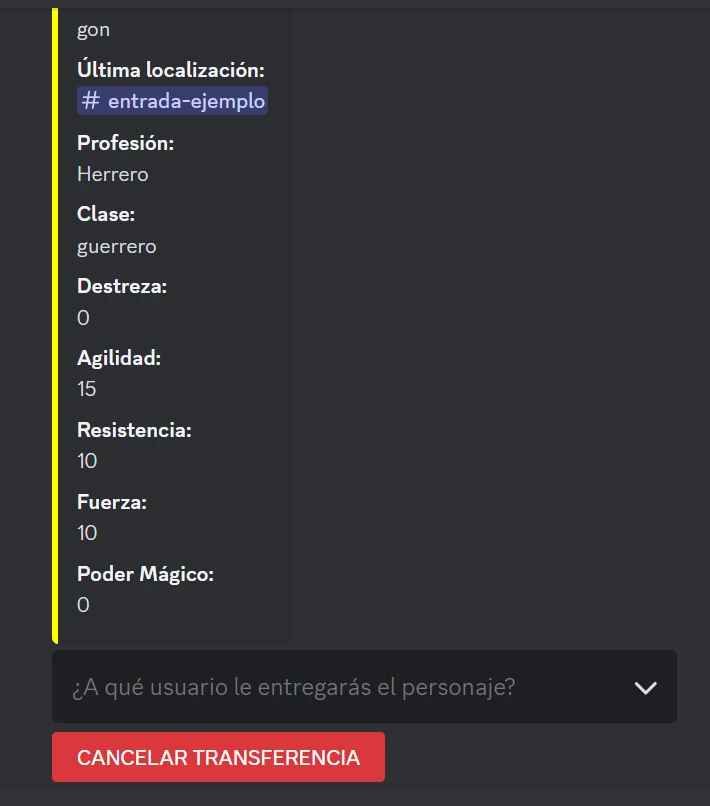 gon
Última localización:
# entrada-ejemplo
Profesión:
Herrero
Clase:
guerrero
Destreza:
0
Agilidad:
15
Resistencia:
10
Fuerza:
10
Poder Mágico:
0
¿A qué usuario le entregarás el personaje?
CANCELAR TRANSFERENCIA